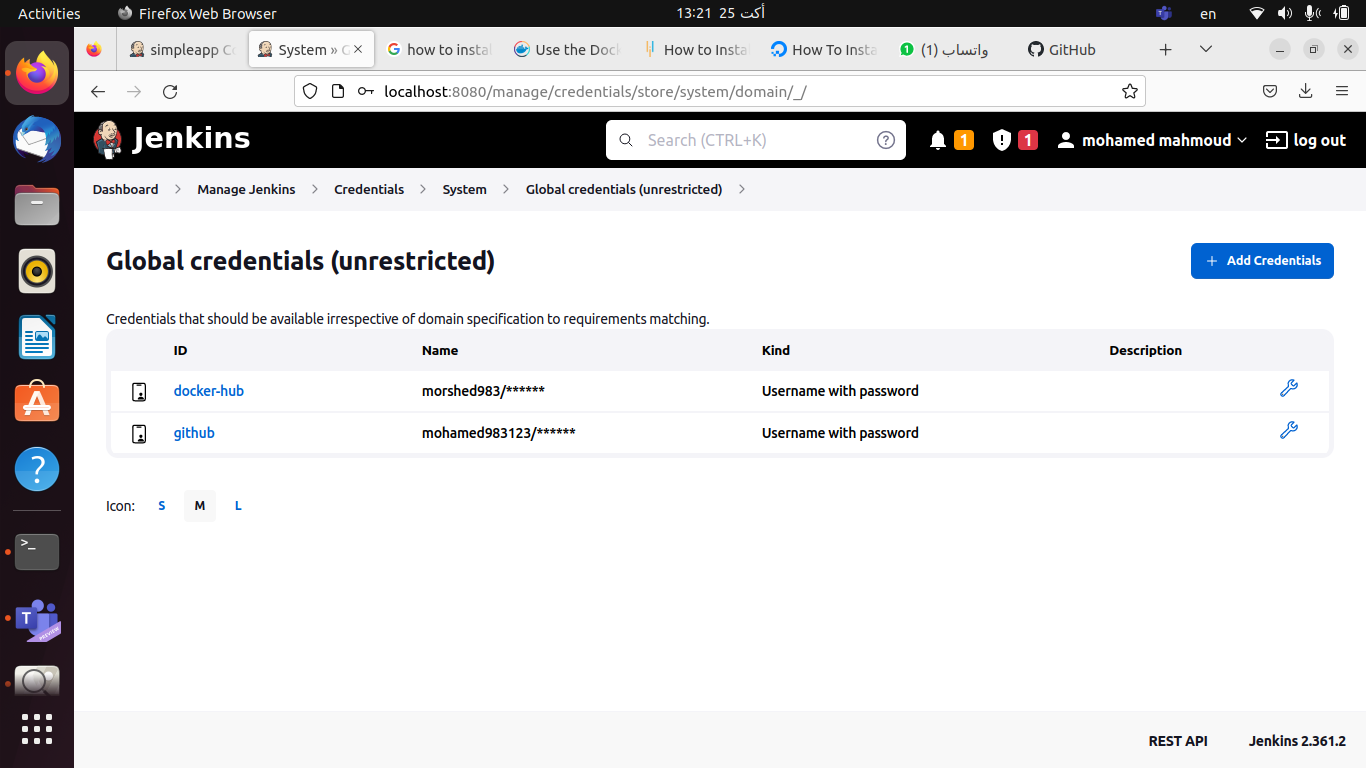 Activities Firefox Web Browser 13:21 25 أكت en
simpleapp Co System » G how to instal Use the Dock How to Insta How To Insta واتساب (1) GitHub
localhost:8080/manage/credentials/store/system/domain/_/
Jenkins Search (CTRL+K) 1 1 mohamed mahmoud log out
Dashboard Manage Jenkins Credentials System Global credentials (unrestricted)
Global credentials (unrestricted) Add Credentials
Credentials that should be available irrespective of domain specification to requirements matching.
ID Name Kind Description
docker-hub morshed983/****** Username with password
github mohamed983123/****** Username with password
Icon: S M L
REST API Jenkins 2.361.2